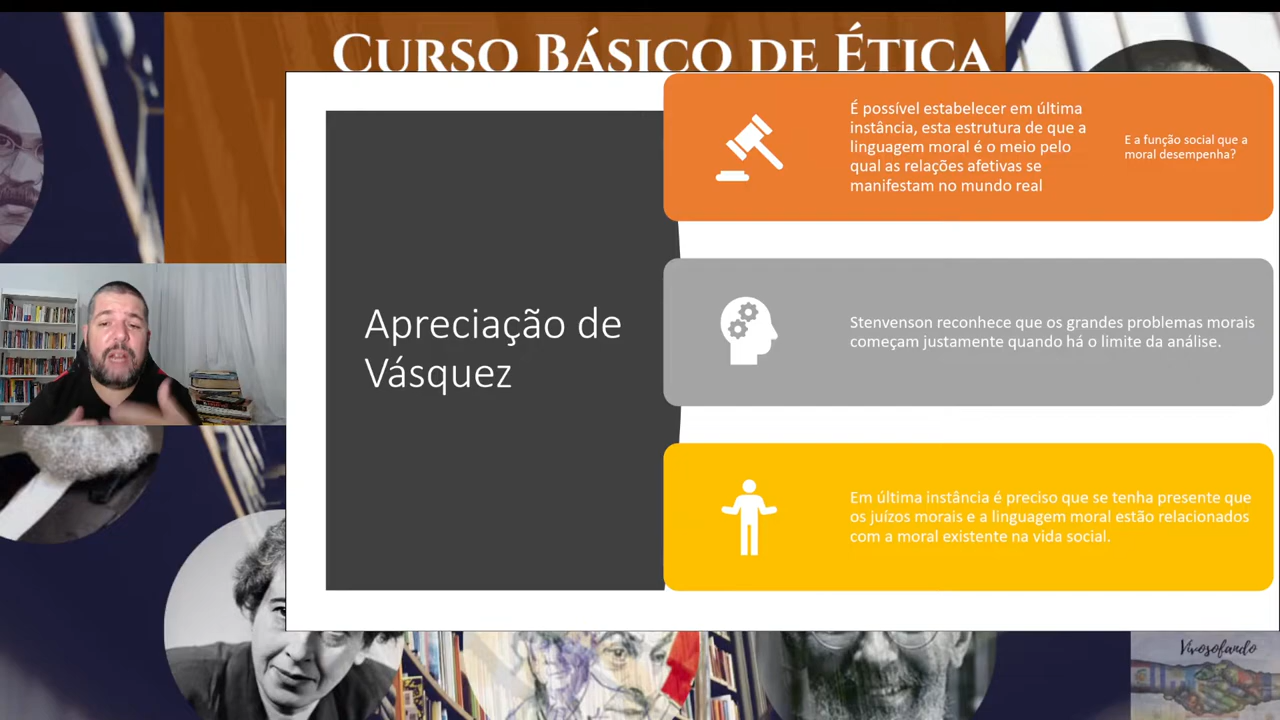 CURSO BÁSICO DE ÉTICA
Apreciação de
Vásquez
É possível estabelecer em última
instância, esta estrutura de que a
linguagem moral é o meio pelo
qual as relações afetivas se
manifestam no mundo real
E a função social que a
moral desempenha?
Stenvenson reconhece que os grandes problemas morais
começam justamente quando há o limite da análise.
Em última instância é preciso que se tenha presente que
os juízos morais e a linguagem moral estão relacionados
com a moral existente na vida social.
Vivosofando